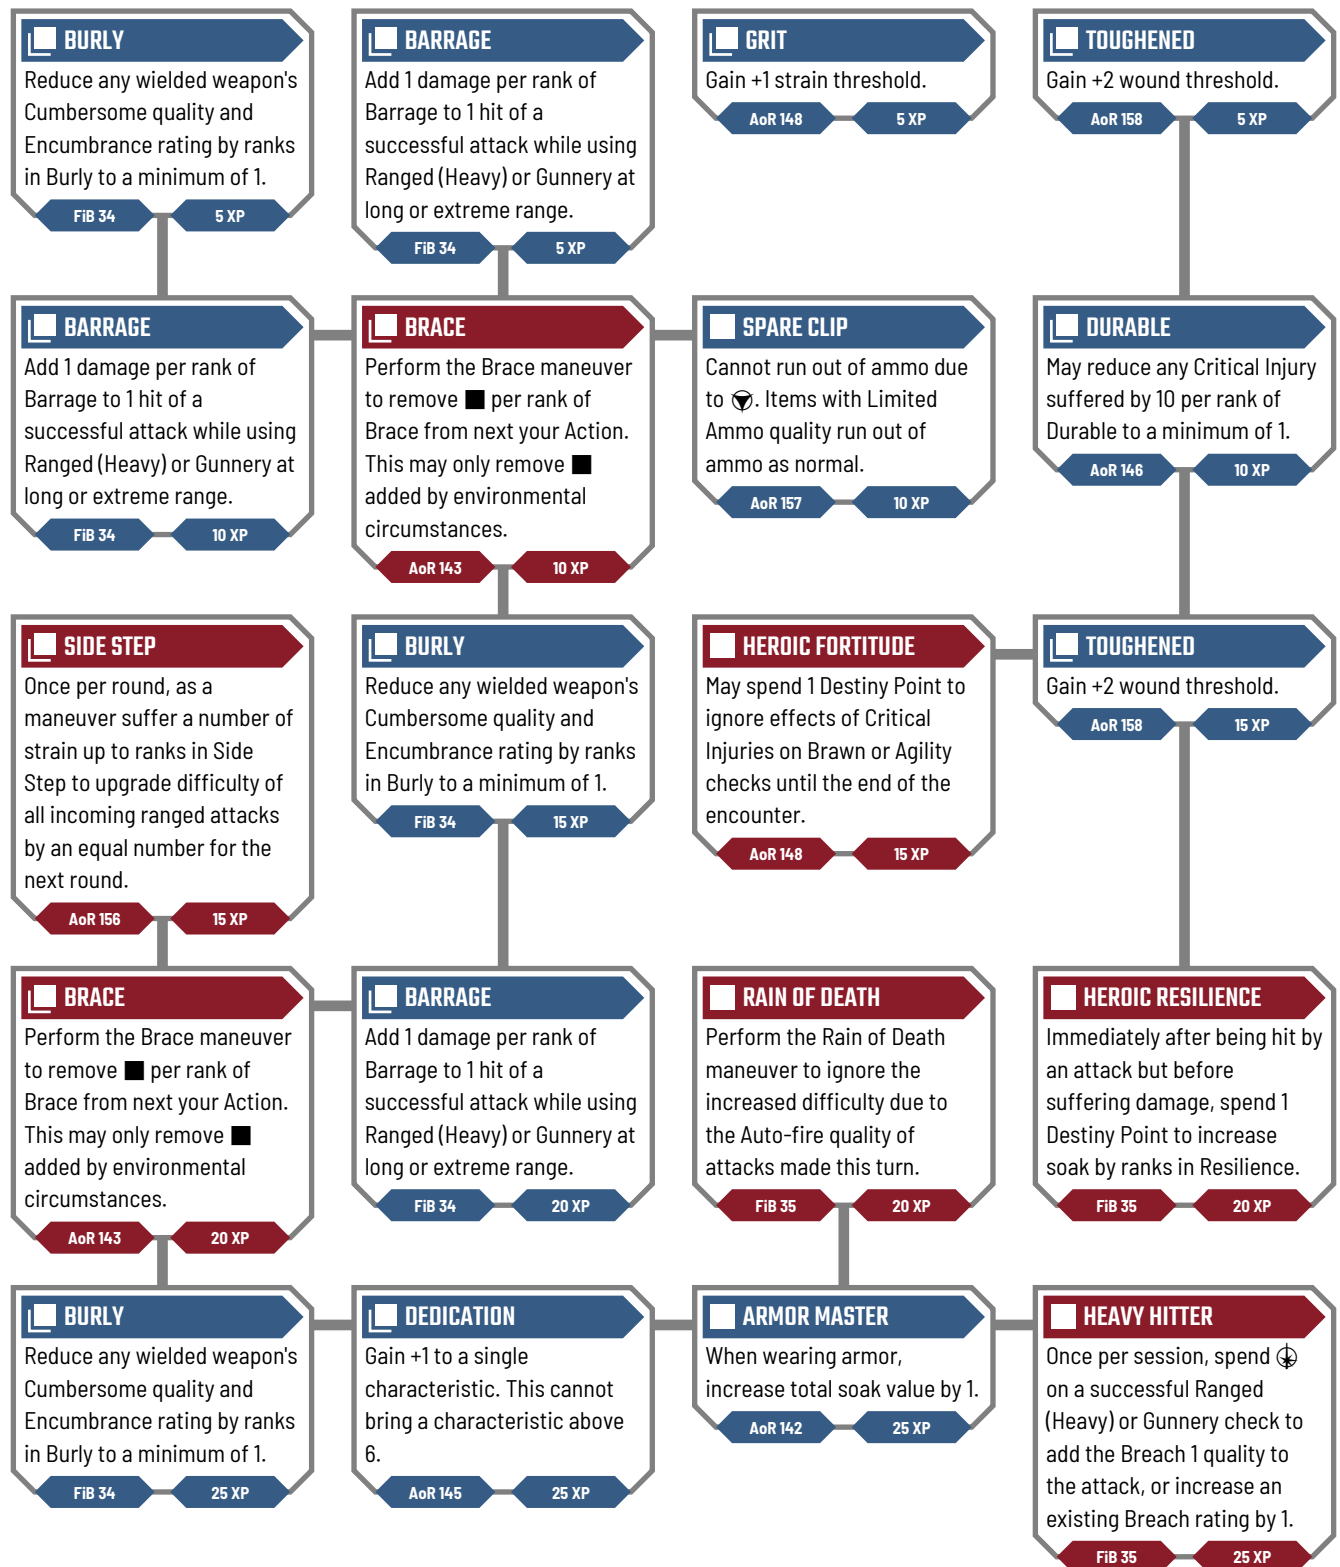 BURLY
Reduce any wielded weapon's
Cumbersome quality and
Encumbrance rating by ranks
in Burly to a minimum of 1.
FiB 34
5 XP
BARRAGE
Add 1 damage per rank of
Barrage to 1 hit of a
successful attack while using
Ranged (Heavy) or Gunnery at
long or extreme range.
FiB 34
5 XP
GRIT
Gain +1 strain threshold.
AoR 148
5 XP
TOUGHENED
Gain +2 wound threshold.
AoR 158
5 XP
BARRAGE
Add 1 damage per rank of
Barrage to 1 hit of a
successful attack while using
Ranged (Heavy) or Gunnery at
long or extreme range.
FiB 34
10 XP
BRACE
Perform the Brace maneuver
to remove ■ per rank of
Brace from next your Action.
This may only remove ■
added by environmental
circumstances.
AoR 143
10 XP
SPARE CLIP
Cannot run out of ammo due
to . Items with Limited
Ammo quality run out of
ammo as normal.
AoR 157
10 XP
DURABLE
May reduce any Critical Injury
suffered by 10 per rank of
Durable to a minimum of 1.
AoR 146
10 XP
SIDE STEP
Once per round, as a
maneuver suffer a number of
strain up to ranks in Side
Step to upgrade difficulty of
all incoming ranged attacks
by an equal number for the
next round.
AoR 156
15 XP
BURLY
Reduce any wielded weapon's
Cumbersome quality and
Encumbrance rating by ranks
in Burly to a minimum of 1.
FiB 34
15 XP
HEROIC FORTITUDE
May spend 1 Destiny Point to
ignore effects of Critical
Injuries on Brawn or Agility
checks until the end of the
encounter.
AoR 148
15 XP
TOUGHENED
Gain +2 wound threshold.
AoR 158
15 XP
BRACE
Perform the Brace maneuver
to remove ■ per rank of
Brace from next your Action.
This may only remove ■
added by environmental
circumstances.
AoR 143
20 XP
BARRAGE
Add 1 damage per rank of
Barrage to 1 hit of a
successful attack while using
Ranged (Heavy) or Gunnery at
long or extreme range.
FiB 34
20 XP
RAIN OF DEATH
Perform the Rain of Death
maneuver to ignore the
increased difficulty due to
the Auto-fire quality of
attacks made this turn.
FiB 35
20 XP
HEROIC RESILIENCE
Immediately after being hit by
an attack but before
suffering damage, spend 1
Destiny Point to increase
soak by ranks in Resilience.
FiB 35
20 XP
BURLY
Reduce any wielded weapon's
Cumbersome quality and
Encumbrance rating by ranks
in Burly to a minimum of 1.
FiB 34
25 XP
DEDICATION
Gain +1 to a single
characteristic. This cannot
bring a characteristic above
6.
AoR 145
25 XP
ARMOR MASTER
When wearing armor,
increase total soak value by 1.
AoR 142
25 XP
HEAVY HITTER
Once per session, spend
on a successful Ranged
(Heavy) or Gunnery check to
add the Breach 1 quality to
the attack, or increase an
existing Breach rating by 1.
FiB 35
25 XP